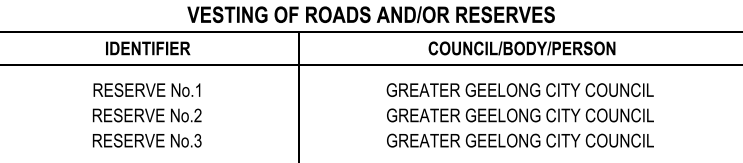 VESTING OF ROADS AND/OR RESERVES
IDENTIFIER COUNCIL/BODY/PERSON
RESERVE No.1 GREATER GEELONG CITY COUNCIL
RESERVE No.2 GREATER GEELONG CITY COUNCIL
RESERVE No.3 GREATER GEELONG CITY COUNCIL